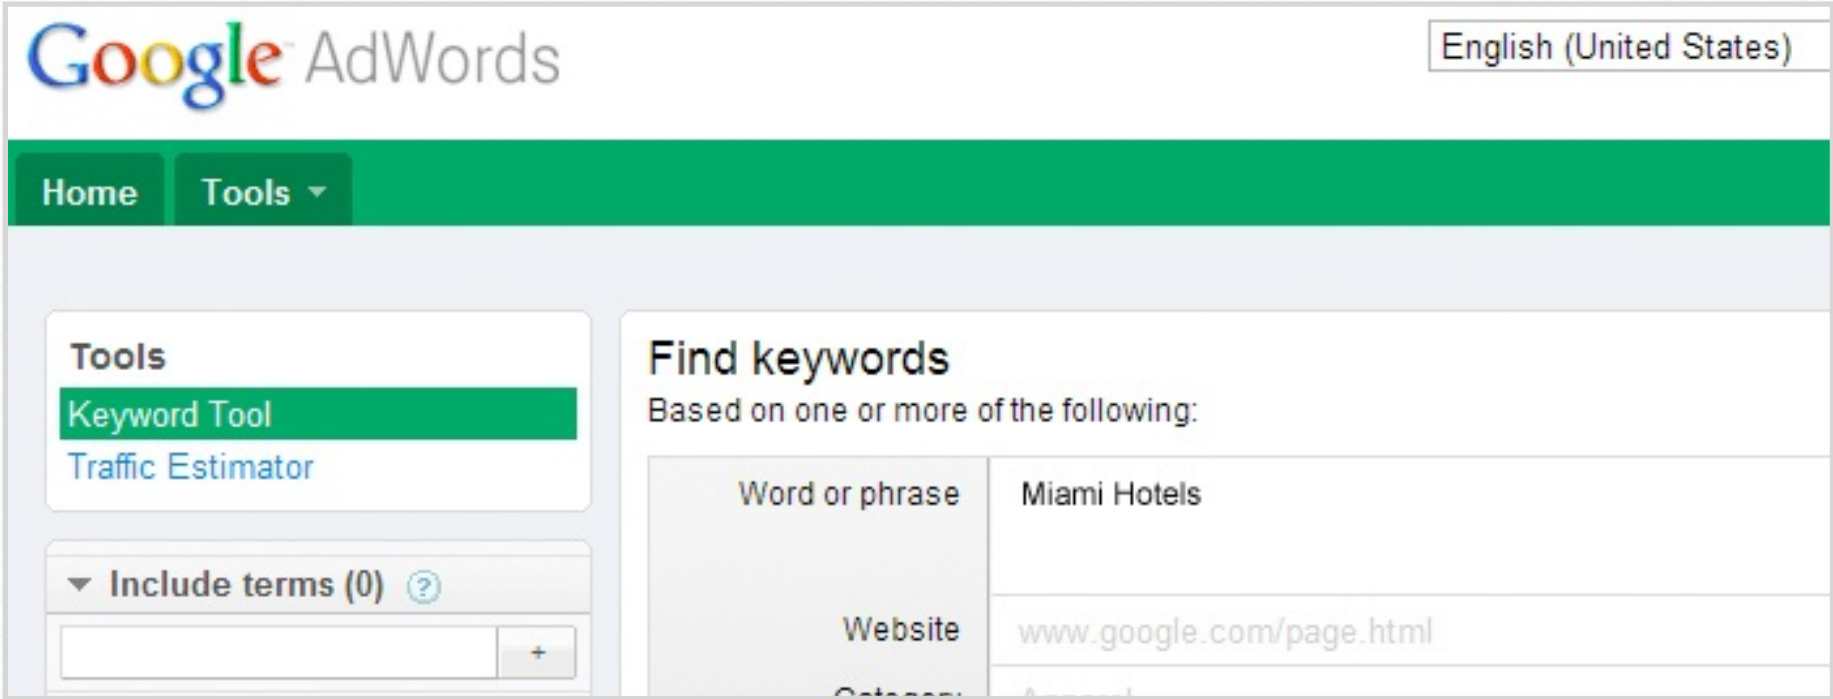 Google AdWords
English (United States)
Home
Tools
Tools
Keyword Tool
Traffic Estimator
Include terms (0) ?
+
Find keywords
Based on one or more of the following:
Word or phrase
Miami Hotels
Website
www.google.com/page.html
Category